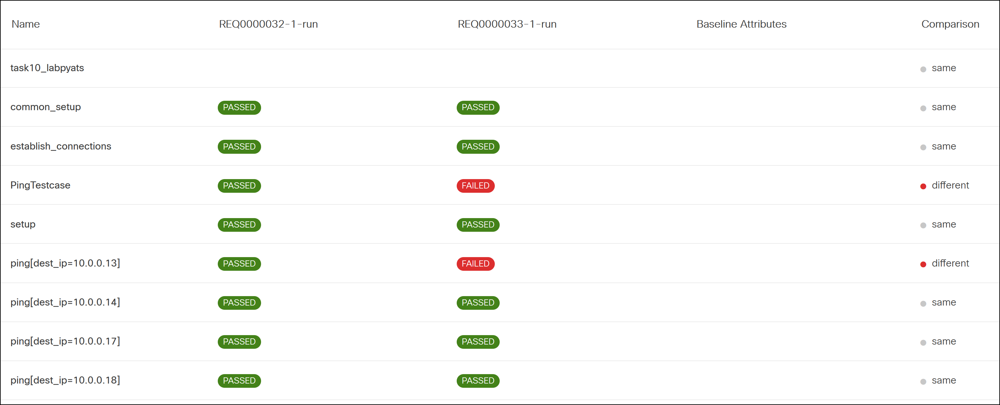 Name REQ0000032-1-run REQ0000033-1-run Baseline Attributes Comparison
task10_labpyats same
common_setup PASSED PASSED same
establish_connections PASSED PASSED same
PingTestcase PASSED FAILED different
setup PASSED PASSED same
ping[dest_ip=10.0.0.13] PASSED FAILED different
ping[dest_ip=10.0.0.14] PASSED PASSED same
ping[dest_ip=10.0.0.17] PASSED PASSED same
ping[dest_ip=10.0.0.18] PASSED PASSED same